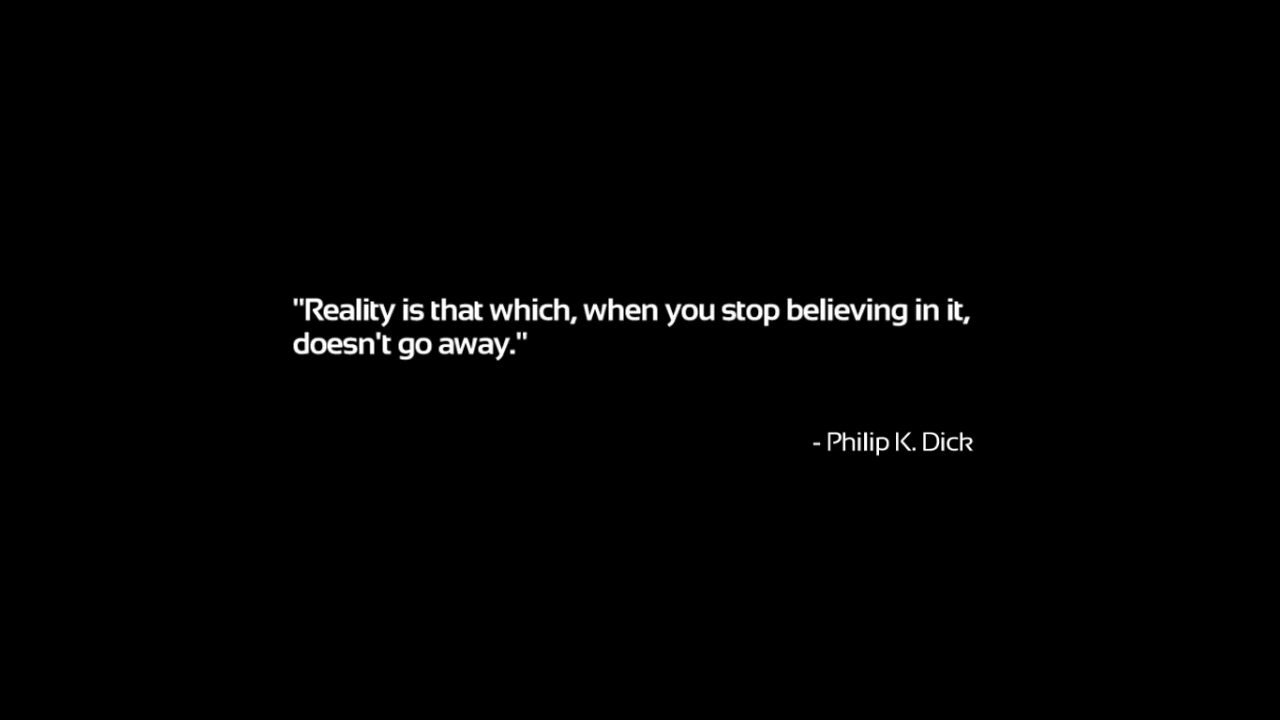 "Reality is that which, when you stop believing in it,
doesn't go away."
- Philip K. Dick